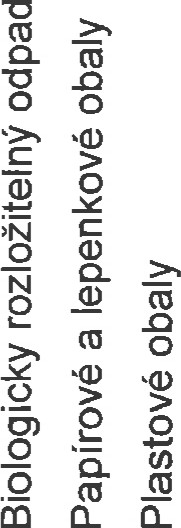 Biologicky rozložitelný odpad
Papírové a lepenkové obaly
Plastové obaly